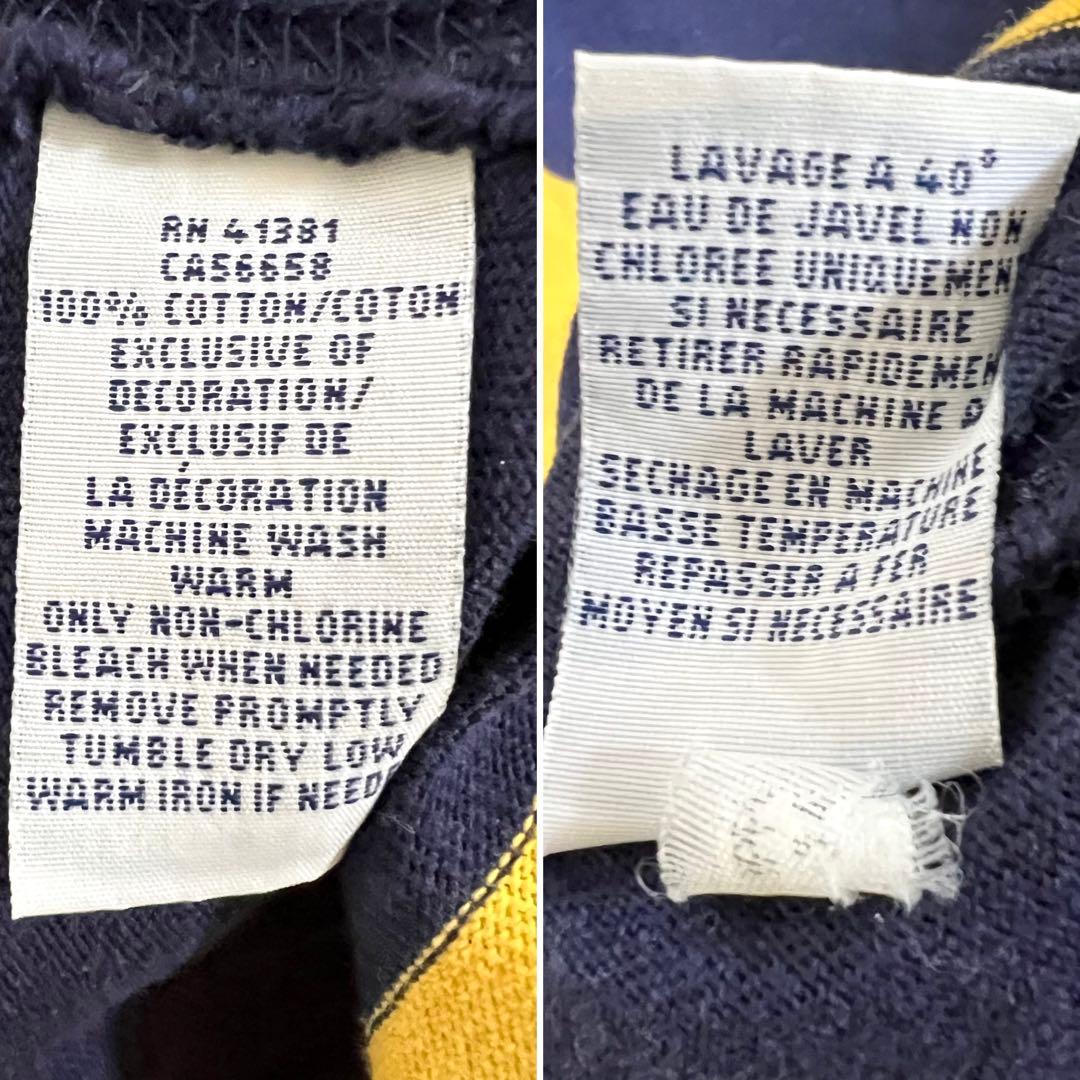 RN 41381
CA56658
100% COTTON/COTON
EXCLUSIVE OF
DECORATION/
EXCLUSIF DE
LA DÉCORATION
MACHINE WASH
WARM
ONLY NON-CHLORINE
BLEACH WHEN NEEDED
REMOVE PROMPTLY
TUMBLE DRY LOW
WARM IRON IF NEED
LAVAGE A 40°
EAU DE JAVEL NON
CHLOREE UNIQUEMEN
SI NECESSAIRE
RETIRER RAPIDEMEN
DE LA MACHINE A
LAVER
SECHAGE EN MACHINE
BASSE TEMPERATURE
REPASSER A FER
MOYEN SI NECESSAIRE